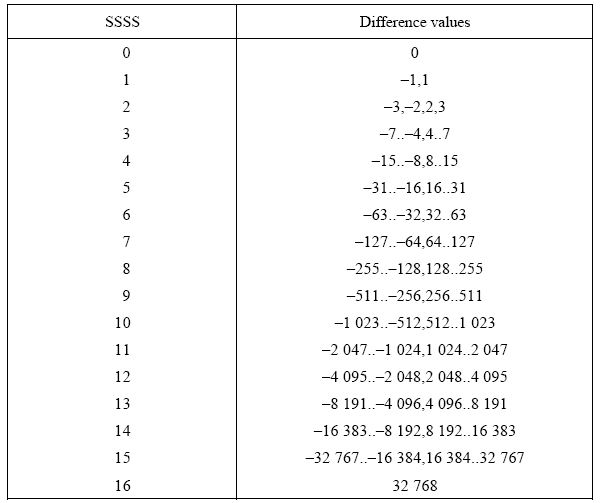 SSSS Difference values
0 0
1 –1,1
2 –3,–2,2,3
3 –7..–4,4..7
4 –15..–8,8..15
5 –31..–16,16..31
6 –63..–32,32..63
7 –127..–64,64..127
8 –255..–128,128..255
9 –511..–256,256..511
10 –1 023..–512,512..1 023
11 –2 047..–1 024,1 024..2 047
12 –4 095..–2 048,2 048..4 095
13 –8 191..–4 096,4 096..8 191
14 –16 383..–8 192,8 192..16 383
15 –32 767..–16 384,16 384..32 767
16 32 768